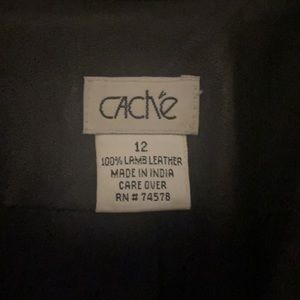 CACHÉ
12
100% LAMB LEATHER
MADE IN INDIA
CARE OVER
RN # 74578